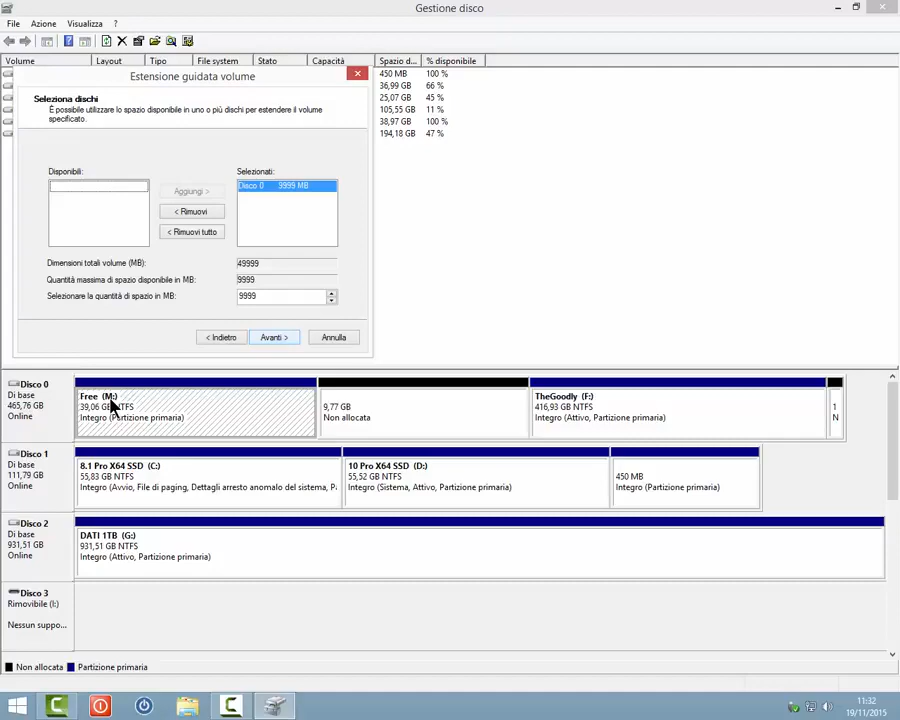 Gestione disco
File Azione Visualizza ?
Volume Layout Tipo File system Stato Capacità Spazio d... % disponibile
450 MB 100 %
36,99 GB 66 %
25,07 GB 45 %
105,55 GB 11 %
38,97 GB 100 %
194,18 GB 47 %
Estensione guidata volume
Seleziona dischi
È possibile utilizzare lo spazio disponibile in uno o più dischi per estendere il volume
specificato.
Disponibili: Selezionati:
Disco 0 9999 MB
Aggiungi >
< Rimuovi
< Rimuovi tutto
Dimensioni totali volume (MB): 49999
Quantità massima di spazio disponibile in MB: 9999
Selezionare la quantità di spazio in MB: 9999
< Indietro Avanti > Annulla
Disco 0
Di base
465,76 GB
Online
Free (M:)
39,06 GB NTFS
Integro (Partizione primaria)
9,77 GB
Non allocata
TheGoodly (F:)
416,93 GB NTFS
Integro (Attivo, Partizione primaria)
1
N
Disco 1
Di base
111,79 GB
Online
8.1 Pro X64 SSD (C:)
55,83 GB NTFS
Integro (Avvio, File di paging, Dettagli arresto anomalo del sistema, P
10 Pro X64 SSD (D:)
55,52 GB NTFS
Integro (Sistema, Attivo, Partizione primaria)
450 MB
Integro (Partizione primaria)
Disco 2
Di base
931,51 GB
Online
DATI 1TB (G:)
931,51 GB NTFS
Integro (Attivo, Partizione primaria)
Disco 3
Rimovibile (I:)
Nessun suppo...
Non allocata Partizione primaria
11:32
19/11/2015